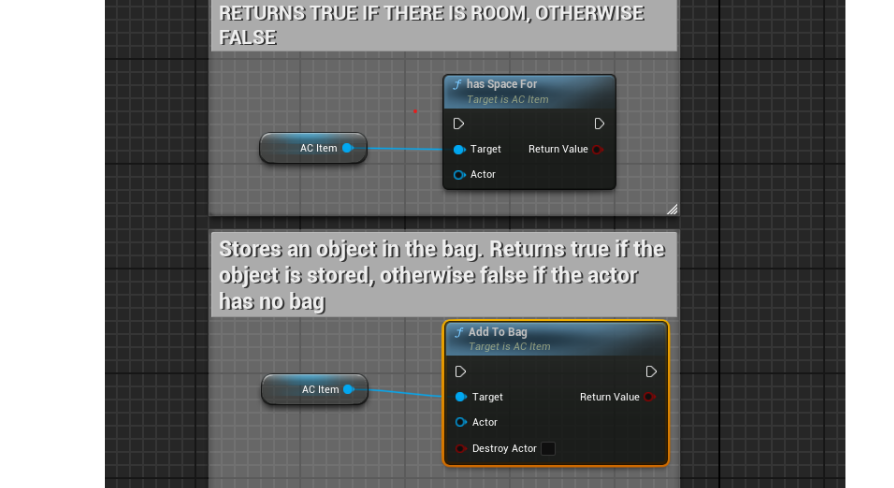 RETURNS TRUE IF THERE IS ROOM, OTHERWISE
FALSE
has Space For
Target is AC Item
AC Item
Target
Return Value
Actor
Stores an object in the bag. Returns true if the
object is stored, otherwise false if the actor
has no bag
Add To Bag
Target is AC Item
AC Item
Target
Return Value
Actor
Destroy Actor